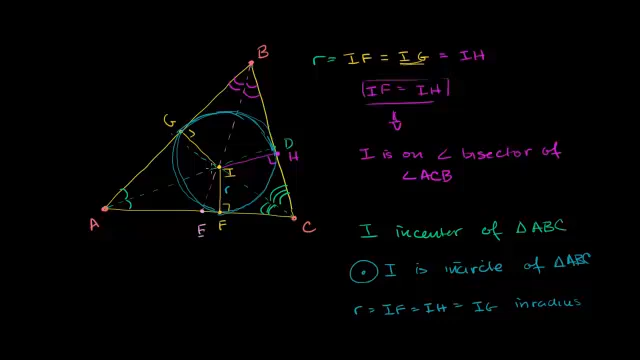 r = IF = IG = IH
IF = IH
I is on ∠ bisector of
∠ACB
I incenter of △ABC
⊙ I is incircle of △ABC
r = IF = IH = IG inradius
B
G
D
H
I
r
A
E
F
C